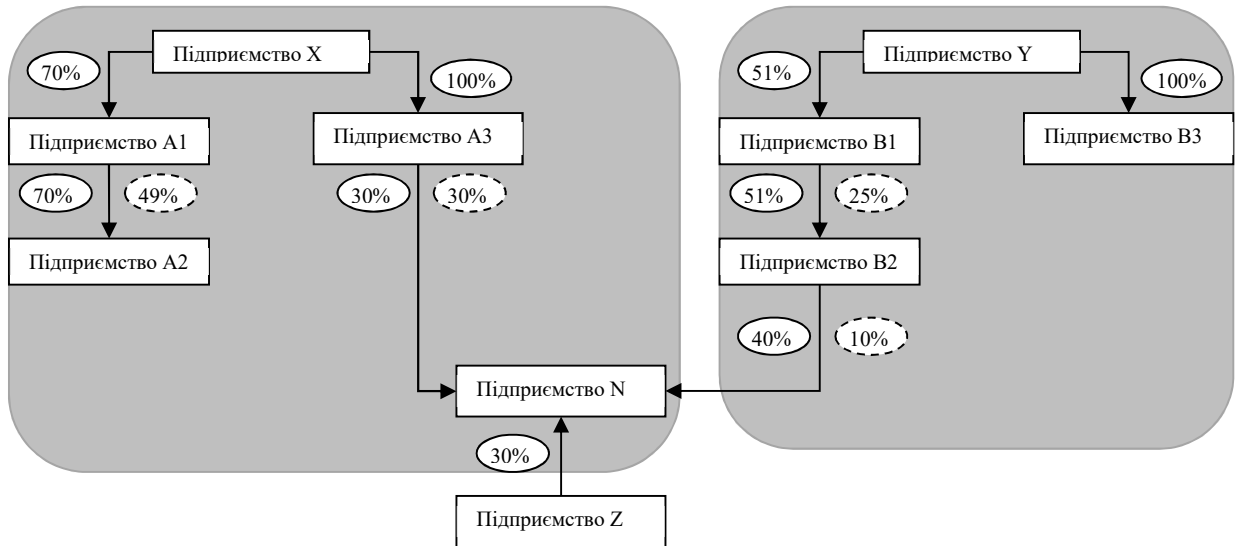 Підприємство X
Підприємство Y
70%
100%
51%
100%
Підприємство A1
Підприємство A3
Підприємство B1
Підприємство B3
70%
49%
30%
30%
51%
25%
Підприємство A2
Підприємство B2
40%
10%
Підприємство N
30%
Підприємство Z